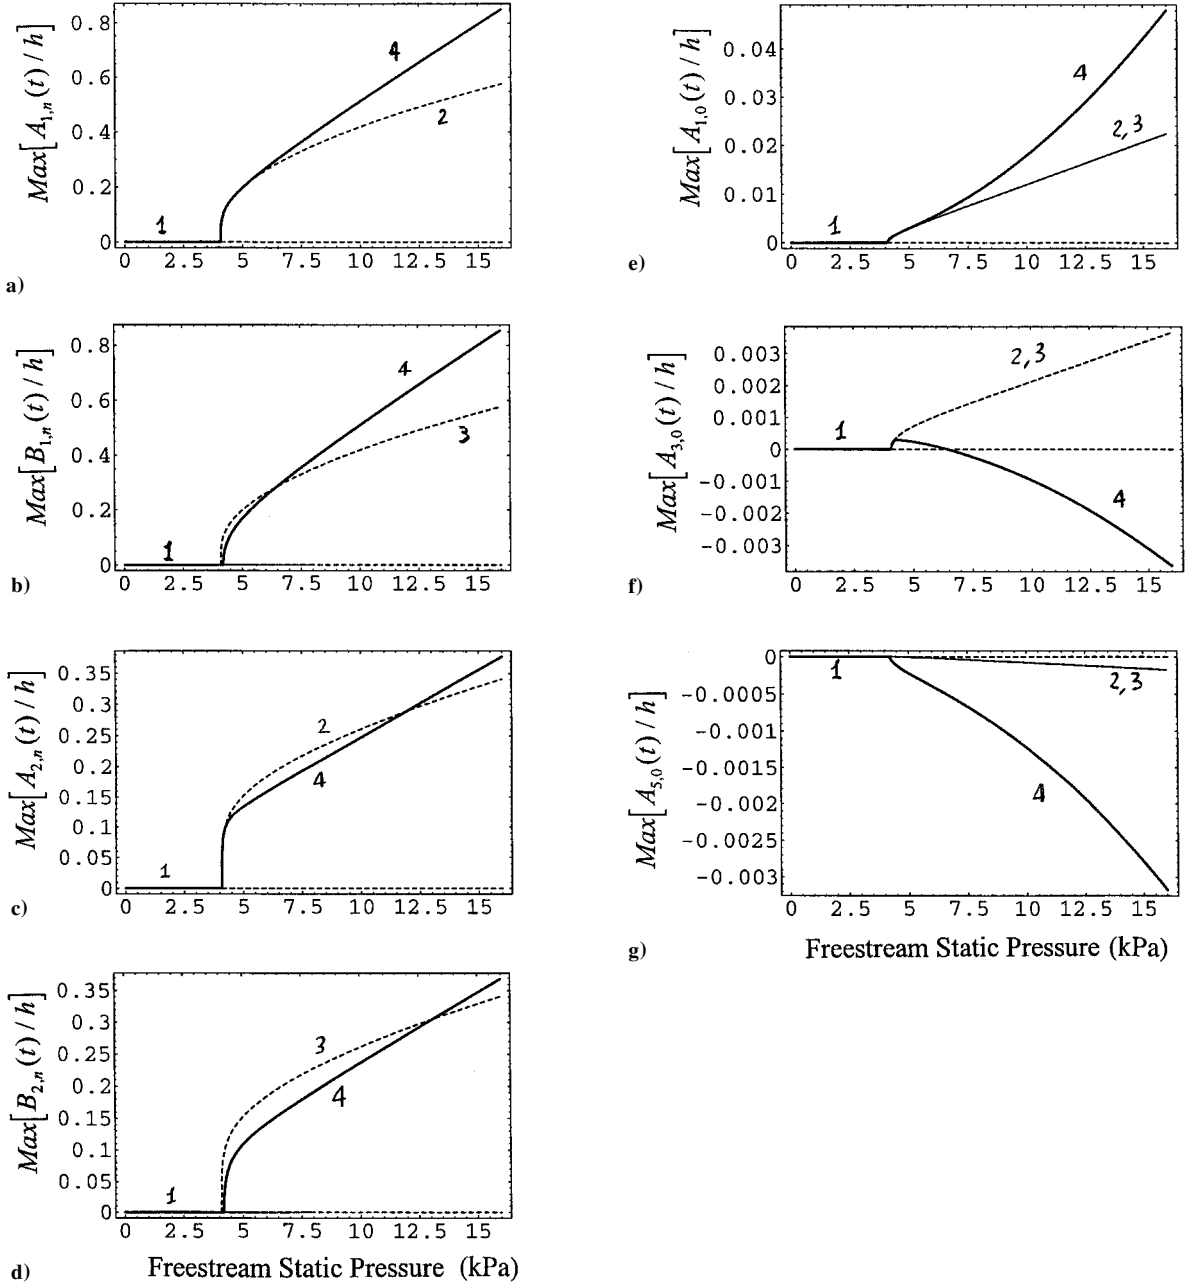 Max[A1,n(t) / h]
0.8
0.6
0.4
0.2
0
4
2
1
0 2.5 5 7.5 10 12.5 15
a)
Max[B1,n(t) / h]
0.8
0.6
0.4
0.2
0
4
3
1
0 2.5 5 7.5 10 12.5 15
b)
Max[A2,n(t) / h]
0.35
0.3
0.25
0.2
0.15
0.1
0.05
0
2
4
1
0 2.5 5 7.5 10 12.5 15
c)
Max[B2,n(t) / h]
0.35
0.3
0.25
0.2
0.15
0.1
0.05
0
3
4
1
0 2.5 5 7.5 10 12.5 15
d)
Freestream Static Pressure (kPa)
Max[A1,0(t) / h]
0.04
0.03
0.02
0.01
0
4
2,3
1
0 2.5 5 7.5 10 12.5 15
e)
Max[A3,0(t) / h]
0.003
0.002
0.001
0
-0.001
-0.002
-0.003
2,3
1
4
0 2.5 5 7.5 10 12.5 15
f)
Max[A5,0(t) / h]
0
-0.0005
-0.001
-0.0015
-0.002
-0.0025
-0.003
1
2,3
4
0 2.5 5 7.5 10 12.5 15
g)
Freestream Static Pressure (kPa)